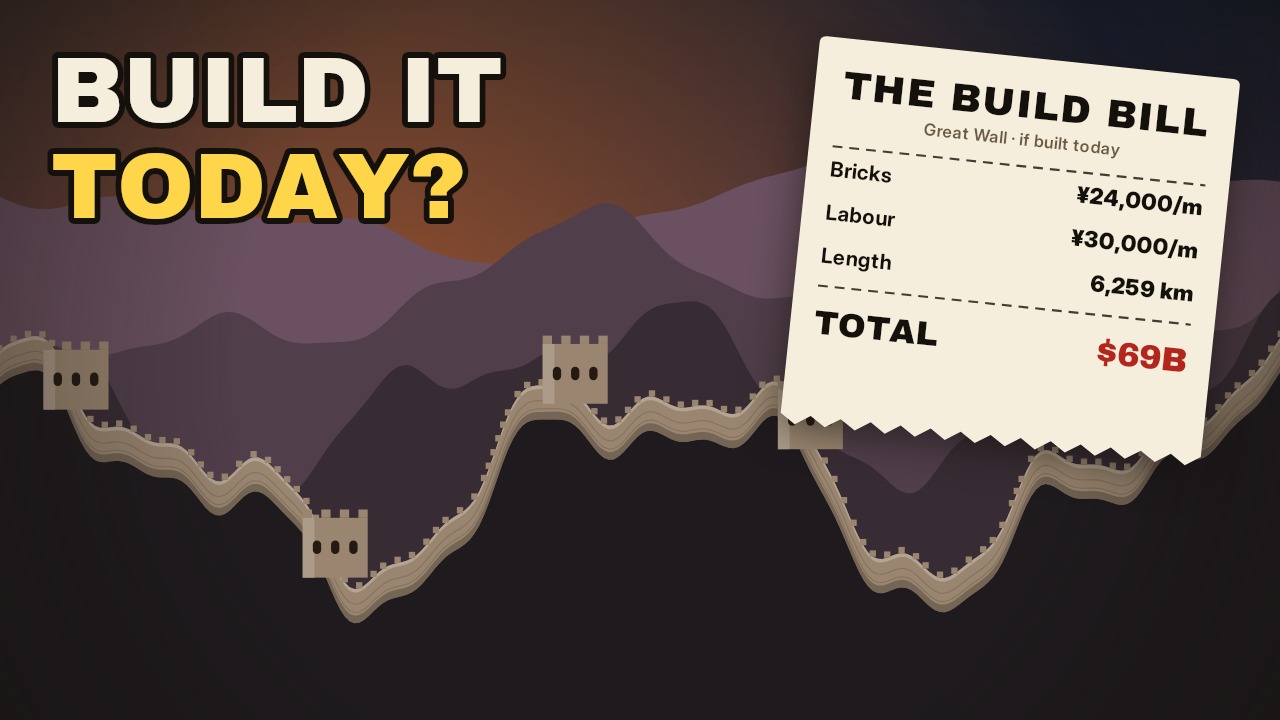 BUILD IT
TODAY?
THE BUILD BILL
Great Wall · if built today
Bricks ¥24,000/m
Labour ¥30,000/m
Length 6,259 km
TOTAL $69B